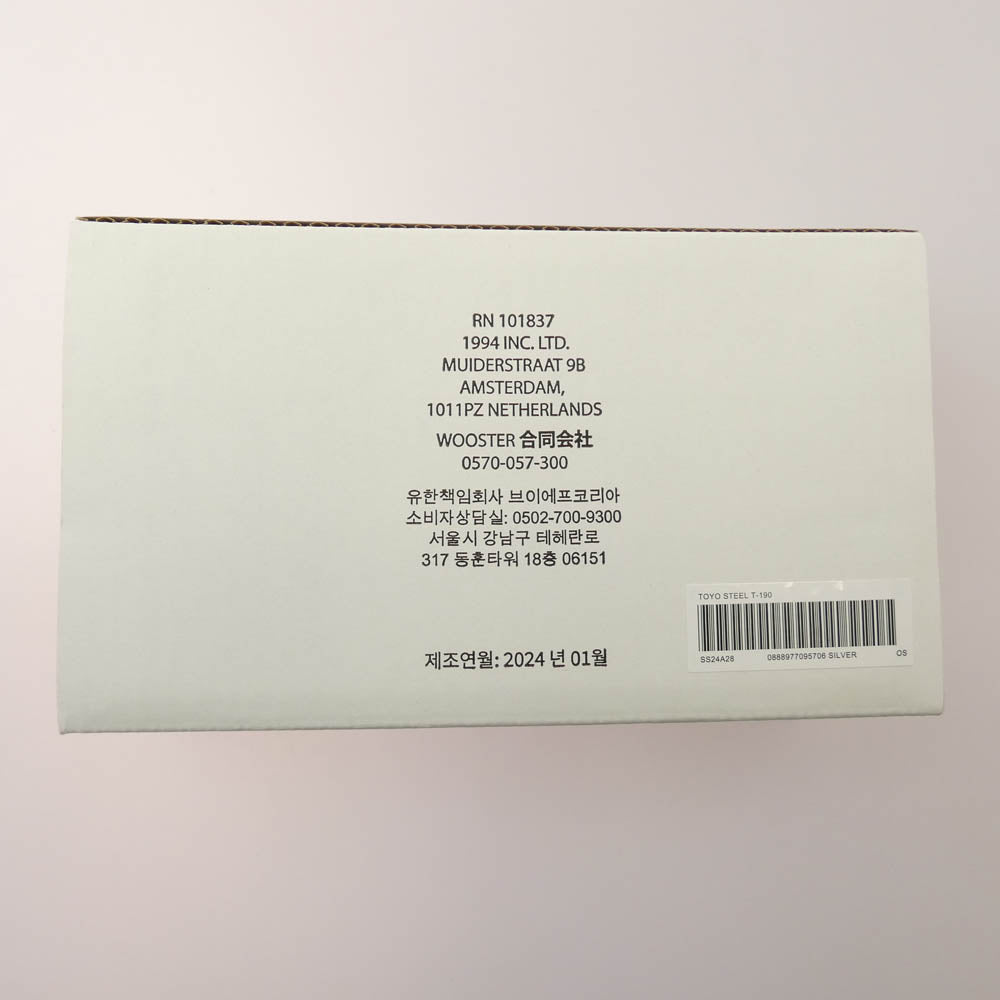 RN 101837
1994 INC. LTD.
MUIDERSTRAAT 9B
AMSTERDAM,
1011PZ NETHERLANDS
WOOSTER 合同会社
0570-057-300
유한책임회사 브이에프코리아
소비자상담실: 0502-700-9300
서울시 강남구 테헤란로
317 동훈타워 18층 06151
제조연월: 2024 년 01월
TOYO STEEL T-190
SS24A28 0888977095706 SILVER OS